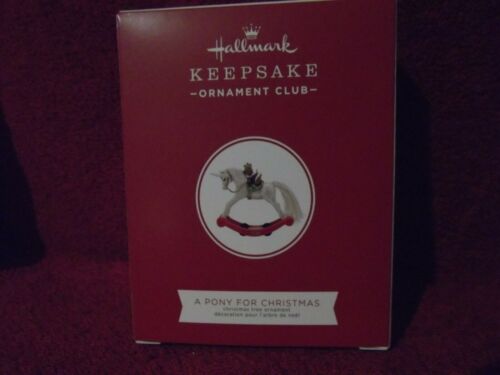 Hallmark
KEEPSAKE
—ORNAMENT CLUB—
A PONY FOR CHRISTMAS
christmas tree ornament
décoration pour l'arbre de noël